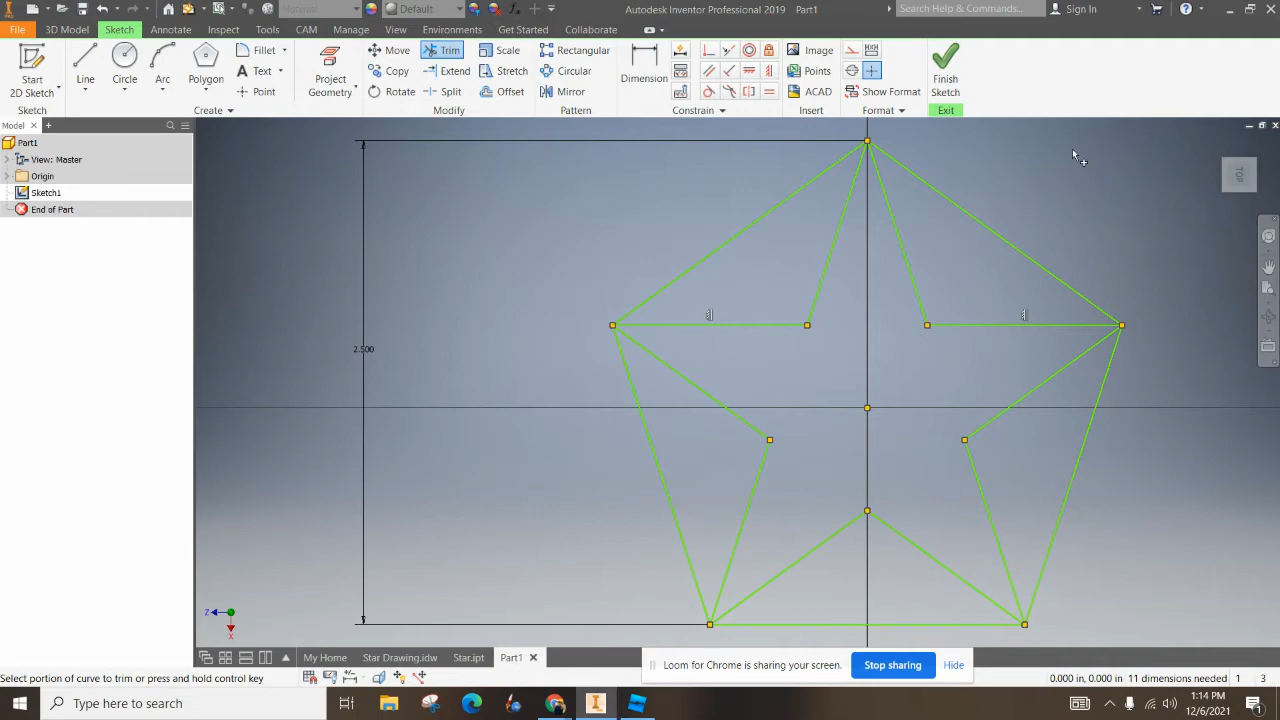 Material
Default
Autodesk Inventor Professional 2019 Part1
Search Help & Commands...
Sign In
File 3D Model Sketch Annotate Inspect Tools Manage View Environments Get Started CAM Collaborate
Start
2D Sketch
Line
Circle
Arc
Polygon
Fillet
Text
Point
Project
Geometry
Move Trim Scale
Copy Extend Stretch
Rotate Split Offset
Rectangular
Circular
Mirror
Dimension
Image
Points
ACAD
Show Format
Finish
Sketch
Sketch Create Modify Pattern Constrain Insert Format Exit
Model
Part1
View: Master
Origin
Sketch1
End of Part
TOP
2.500
Z
X
My Home Star Drawing.idw Star.ipt Part1
Loom for Chrome is sharing your screen. Stop sharing Hide
Select portion of curve to trim or press and hold control key
0.000 in, 0.000 in 11 dimensions needed 1 3
Type here to search
1:14 PM
12/6/2021